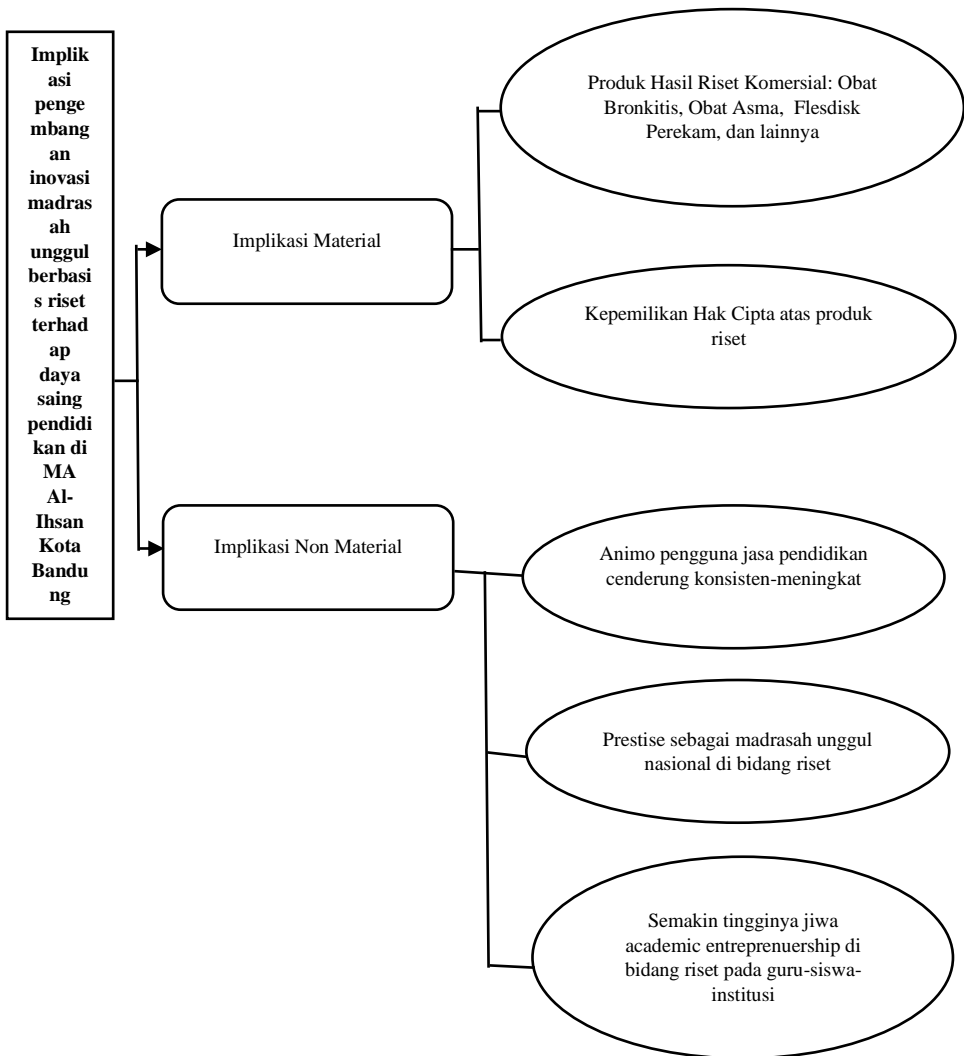 Implik
asi
penge
mbang
an
inovasi
madras
ah
unggul
berbasi
s riset
terhad
ap
daya
saing
pendidi
kan di
MA
Al-
Ihsan
Kota
Bandu
ng
Implikasi Material
Produk Hasil Riset Komersial: Obat
Bronkitis, Obat Asma, Flesdisk
Perekam, dan lainnya
Kepemilikan Hak Cipta atas produk
riset
Implikasi Non Material
Animo pengguna jasa pendidikan
cenderung konsisten-meningkat
Prestise sebagai madrasah unggul
nasional di bidang riset
Semakin tingginya jiwa
academic entreprenuership di
bidang riset pada guru-siswa-
institusi